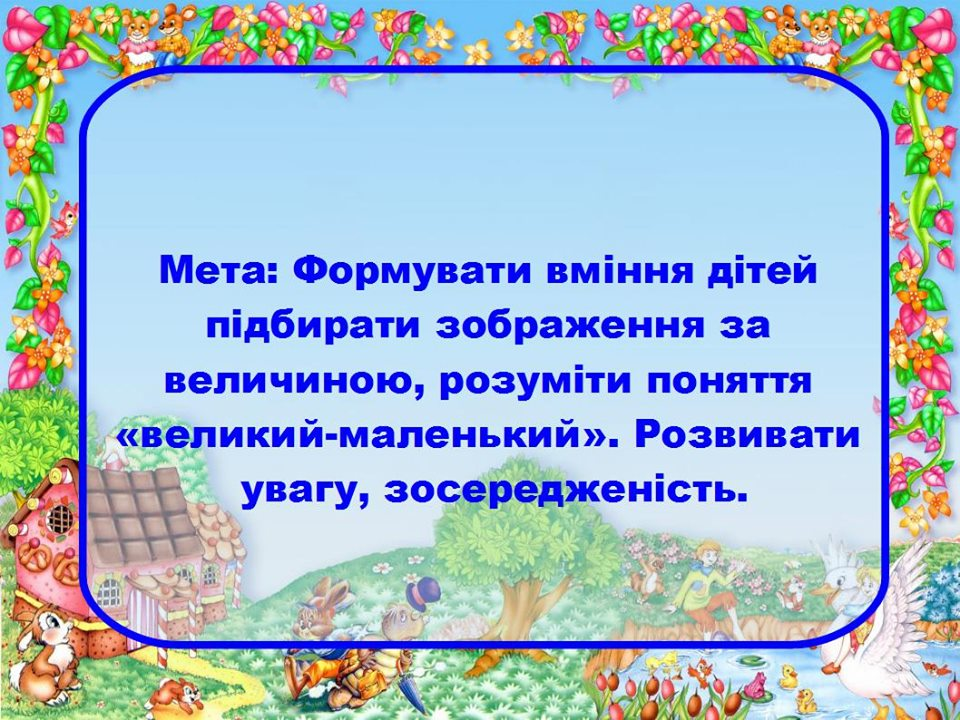 Мета: Формувати вміння дітей
підбирати зображення за
величиною, розуміти поняття
«великий-маленький». Розвивати
увагу, зосередженість.